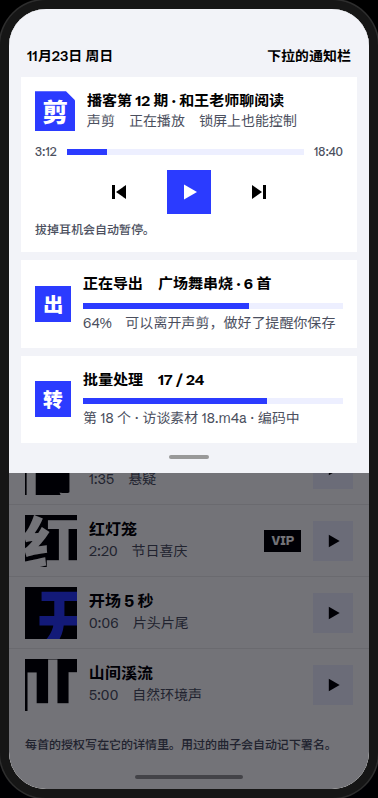 11月23日 周日
下拉的通知栏
剪
播客第 12 期 · 和王老师聊阅读
声剪 正在播放 锁屏上也能控制
3:12
18:40
拔掉耳机会自动暂停。
出
正在导出 广场舞串烧 · 6 首
64% 可以离开声剪，做好了提醒你保存
转
批量处理 17 / 24
第 18 个 · 访谈素材 18.m4a · 编码中
1:35 悬疑
红
红灯笼
2:20 节日喜庆
VIP
开
开场 5 秒
0:06 片头片尾
山间溪流
5:00 自然环境声
每首的授权写在它的详情里。用过的曲子会自动记下署名。